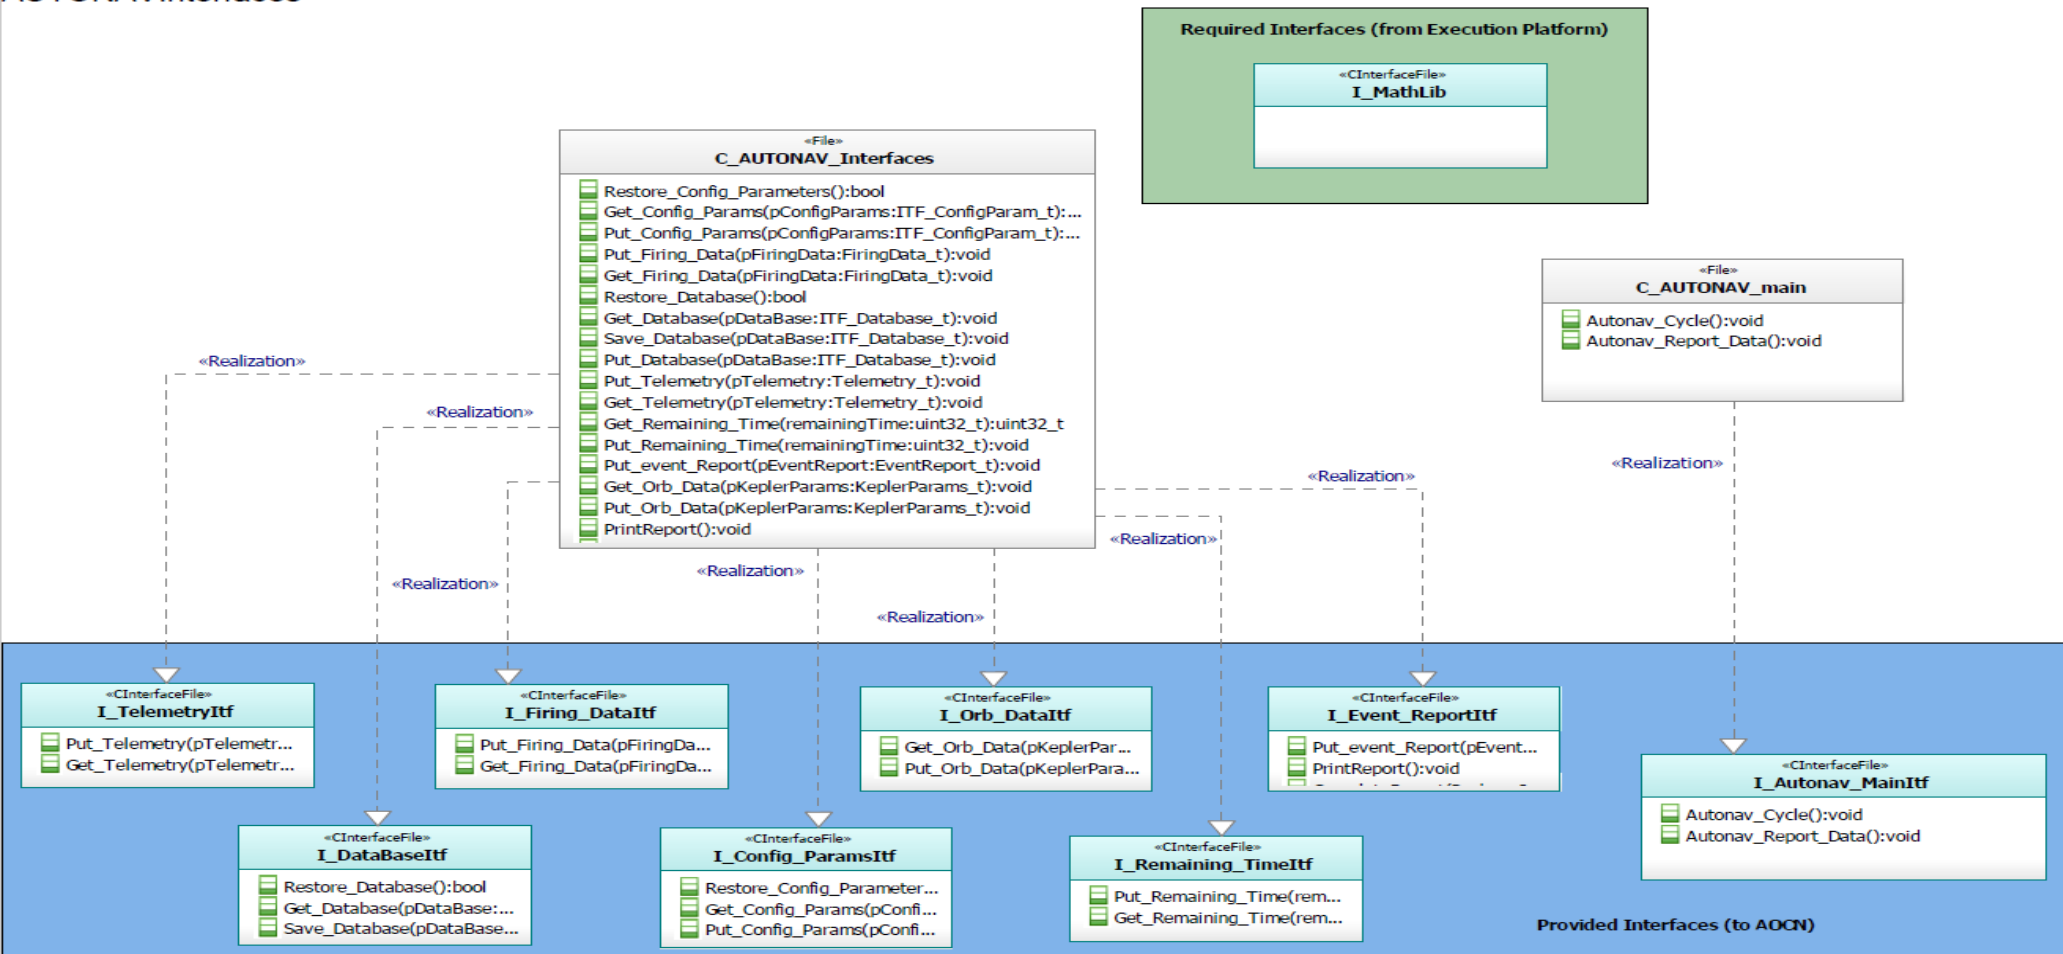 Required Interfaces (from Execution Platform)
«CInterfaceFile»
I_MathLib
«File»
C_AUTONAV_Interfaces
Restore_Config_Parameters():bool
Get_Config_Params(pConfigParams:ITF_ConfigParam_t):...
Put_Config_Params(pConfigParams:ITF_ConfigParam_t):...
Put_Firing_Data(pFiringData:FiringData_t):void
Get_Firing_Data(pFiringData:FiringData_t):void
Restore_Database():bool
Get_Database(pDataBase:ITF_Database_t):void
Save_Database(pDataBase:ITF_Database_t):void
Put_Database(pDataBase:ITF_Database_t):void
Put_Telemetry(pTelemetry:Telemetry_t):void
Get_Telemetry(pTelemetry:Telemetry_t):void
Get_Remaining_Time(remainingTime:uint32_t):uint32_t
Put_Remaining_Time(remainingTime:uint32_t):void
Put_event_Report(pEventReport:EventReport_t):void
Get_Orb_Data(pKeplerParams:KeplerParams_t):void
Put_Orb_Data(pKeplerParams:KeplerParams_t):void
PrintReport():void
«File»
C_AUTONAV_main
Autonav_Cycle():void
Autonav_Report_Data():void
«Realization»
«Realization»
«Realization»
«Realization»
«Realization»
«Realization»
«Realization»
«Realization»
«CInterfaceFile»
I_TelemetryItf
Put_Telemetry(pTelemetr...
Get_Telemetry(pTelemetr...
«CInterfaceFile»
I_Firing_DataItf
Put_Firing_Data(pFiringDa...
Get_Firing_Data(pFiringDa...
«CInterfaceFile»
I_Orb_DataItf
Get_Orb_Data(pKeplerPar...
Put_Orb_Data(pKeplerPara...
«CInterfaceFile»
I_Event_ReportItf
Put_event_Report(pEvent...
PrintReport():void
«CInterfaceFile»
I_Autonav_MainItf
Autonav_Cycle():void
Autonav_Report_Data():void
«CInterfaceFile»
I_DataBaseItf
Restore_Database():bool
Get_Database(pDataBase:...
Save_Database(pDataBase...
«CInterfaceFile»
I_Config_ParamsItf
Restore_Config_Parameter...
Get_Config_Params(pConfi...
Put_Config_Params(pConfi...
«CInterfaceFile»
I_Remaining_TimeItf
Put_Remaining_Time(rem...
Get_Remaining_Time(rem...
Provided Interfaces (to AOCN)